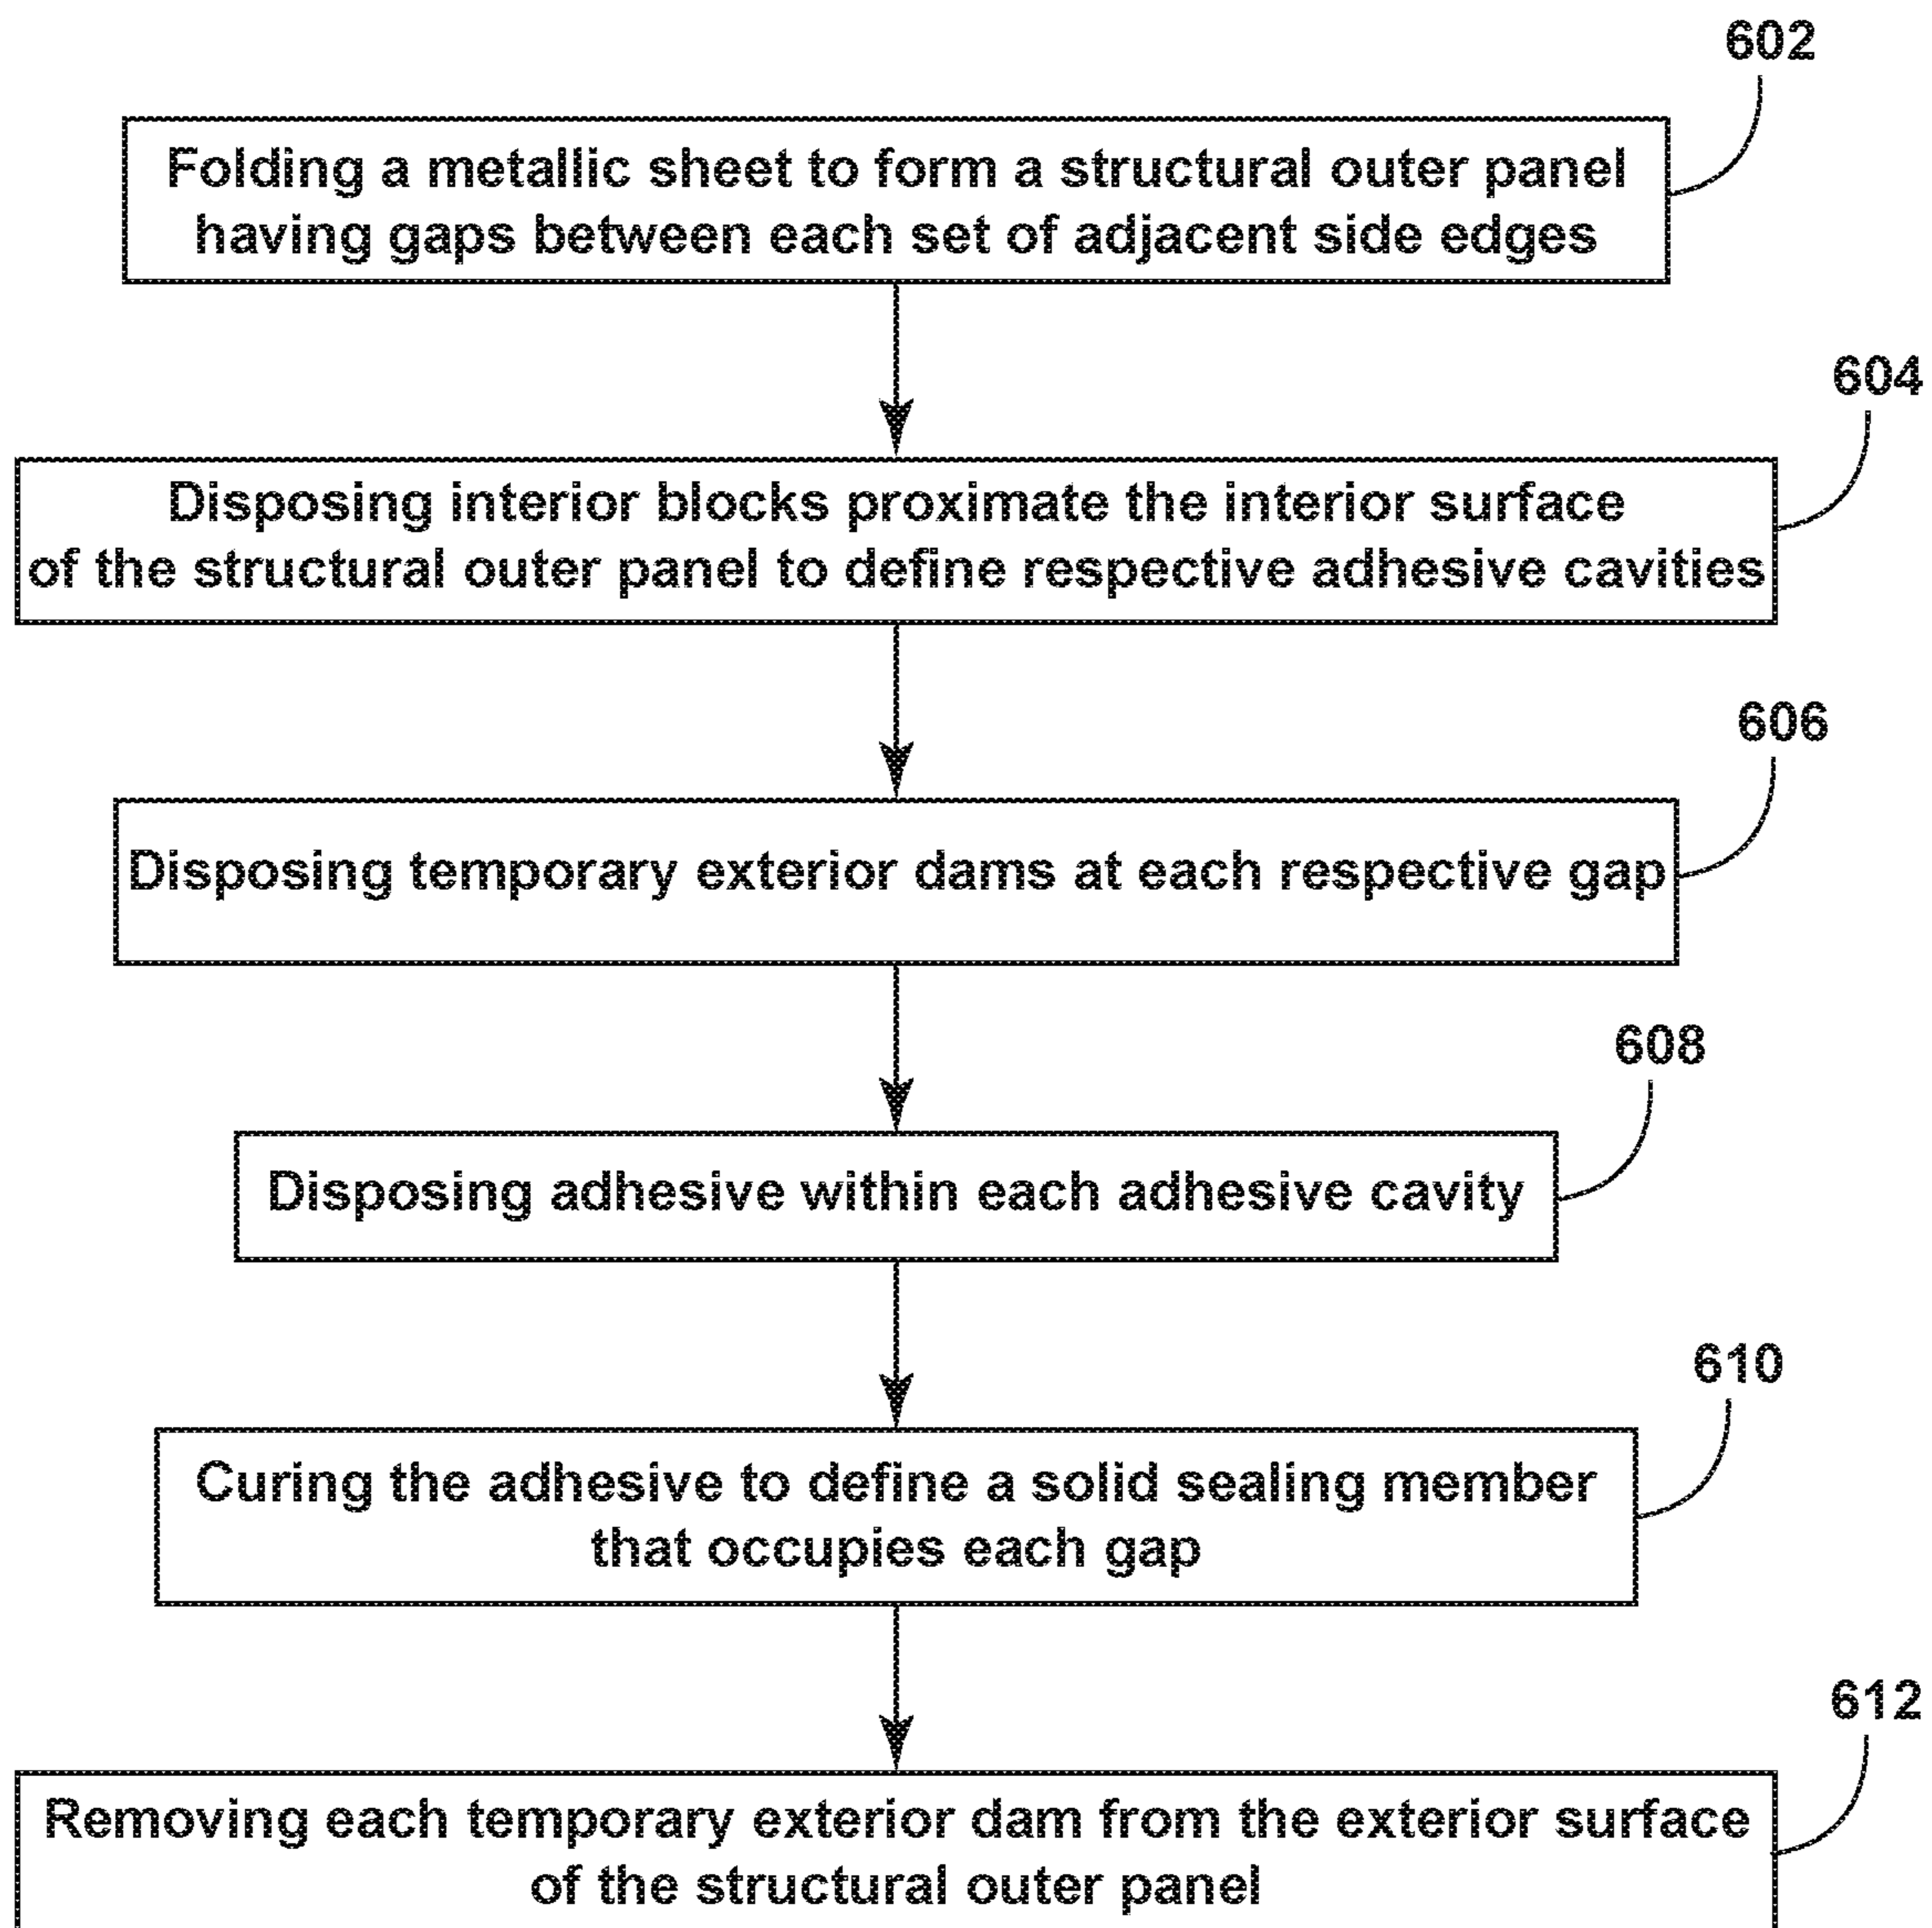 602
Folding a metallic sheet to form a structural outer panel
having gaps between each set of adjacent side edges
604
Disposing interior blocks proximate the interior surface
of the structural outer panel to define respective adhesive cavities
606
Disposing temporary exterior dams at each respective gap
608
Disposing adhesive within each adhesive cavity
610
Curing the adhesive to define a solid sealing member
that occupies each gap
612
Removing each temporary exterior dam from the exterior surface
of the structural outer panel